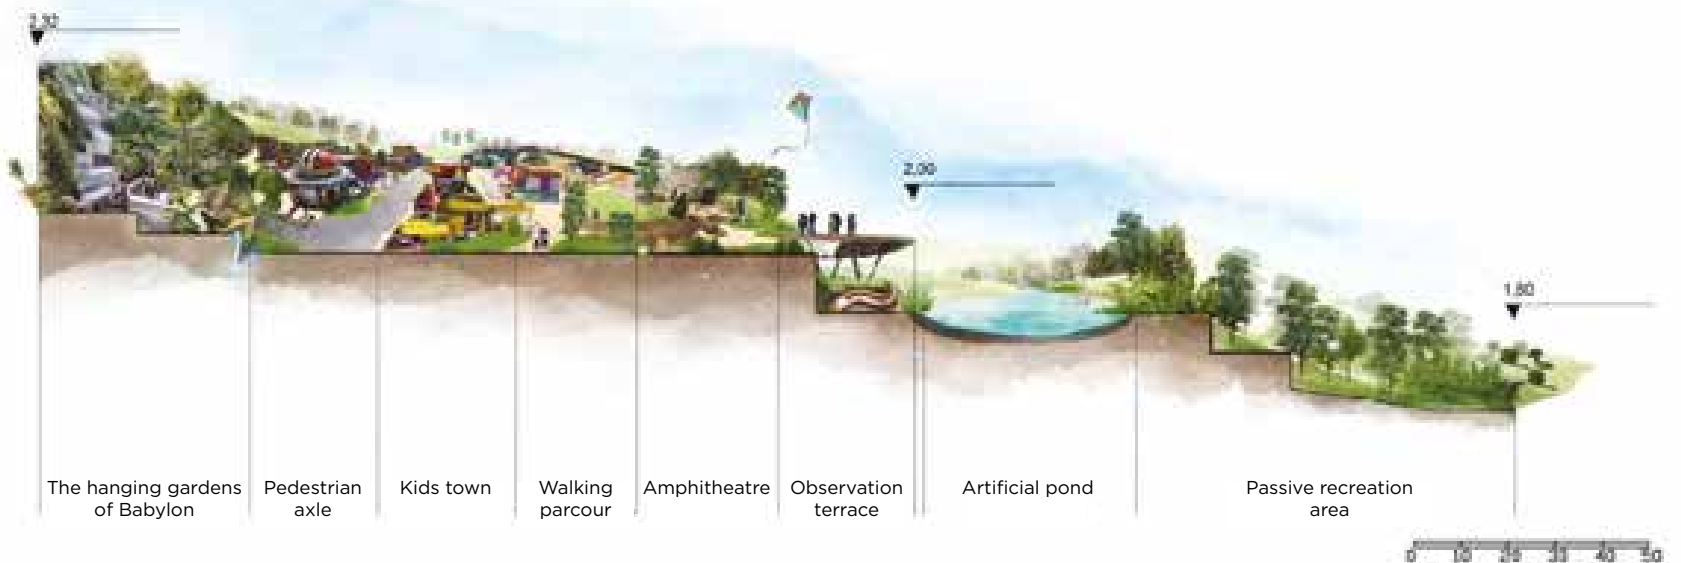 2,30
2,00
1,80
The hanging gardens
of Babylon
Pedestrian
axle
Kids town
Walking
parcour
Amphitheatre
Observation
terrace
Artificial pond
Passive recreation
area
0 10 20 30 40 50